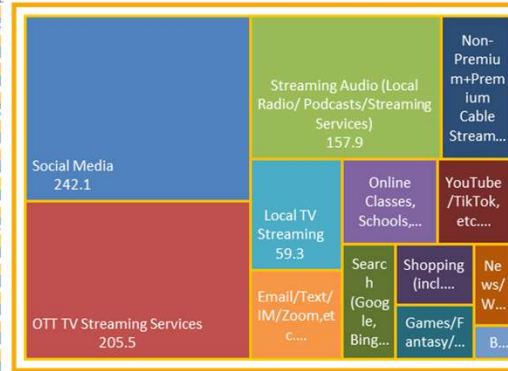 Social Media
242.1
OTT TV Streaming Services
205.5
Streaming Audio (Local
Radio/ Podcasts/Streaming
Services)
157.9
Local TV
Streaming
59.3
Email/Text/
IM/Zoom,et
c....
Non-
Premiu
m+Prem
ium
Cable
Stream...
Online
Classes,
Schools,...
YouTube
/TikTok,
etc....
Searc
h
(Goog
le,
Bing...
Shopping
(incl....
Games/F
antasy/...
Ne
ws/
W...
B...